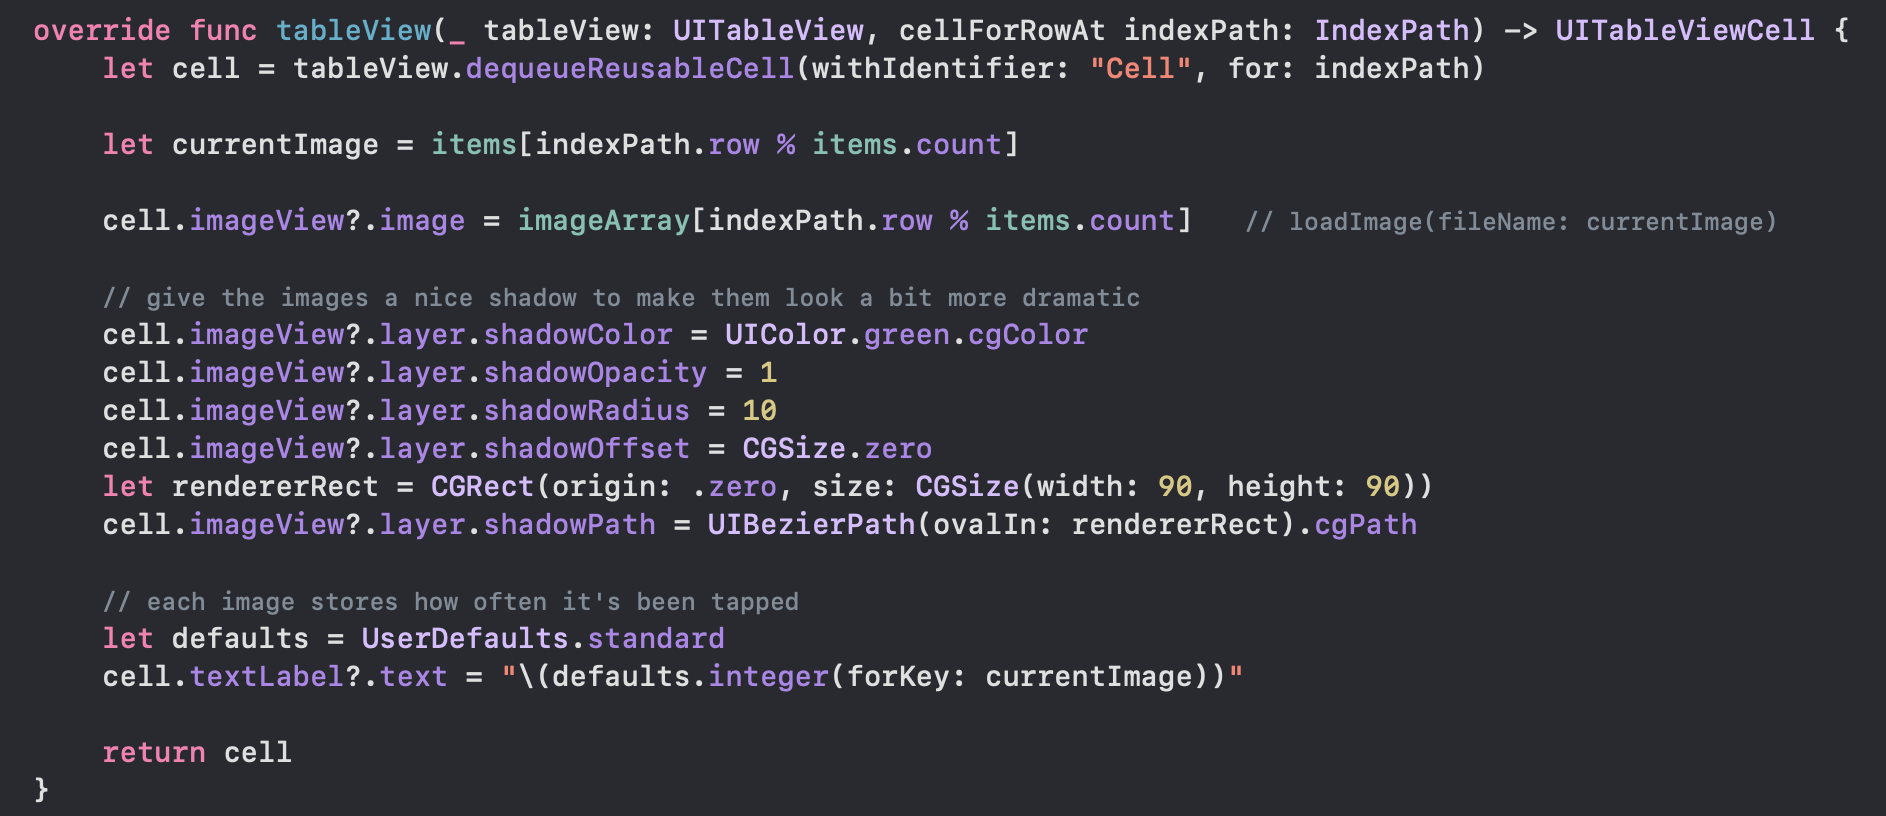 override func tableView(_ tableView: UITableView, cellForRowAt indexPath: IndexPath) -> UITableViewCell {
    let cell = tableView.dequeueReusableCell(withIdentifier: "Cell", for: indexPath)

    let currentImage = items[indexPath.row % items.count]

    cell.imageView?.image = imageArray[indexPath.row % items.count]   // loadImage(fileName: currentImage)

    // give the images a nice shadow to make them look a bit more dramatic
    cell.imageView?.layer.shadowColor = UIColor.green.cgColor
    cell.imageView?.layer.shadowOpacity = 1
    cell.imageView?.layer.shadowRadius = 10
    cell.imageView?.layer.shadowOffset = CGSize.zero
    let rendererRect = CGRect(origin: .zero, size: CGSize(width: 90, height: 90))
    cell.imageView?.layer.shadowPath = UIBezierPath(ovalIn: rendererRect).cgPath

    // each image stores how often it's been tapped
    let defaults = UserDefaults.standard
    cell.textLabel?.text = "\(defaults.integer(forKey: currentImage))"

    return cell
}